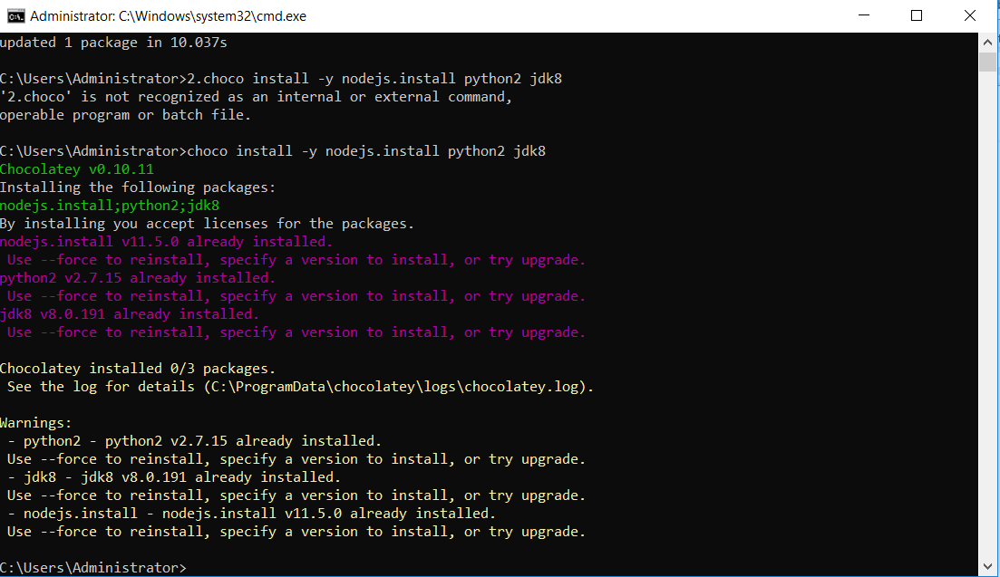 Administrator: C:\Windows\system32\cmd.exe
updated 1 package in 10.037s
C:\Users\Administrator>2.choco install -y nodejs.install python2 jdk8
'2.choco' is not recognized as an internal or external command,
operable program or batch file.
C:\Users\Administrator>choco install -y nodejs.install python2 jdk8
Chocolatey v0.10.11
Installing the following packages:
nodejs.install;python2;jdk8
By installing you accept licenses for the packages.
nodejs.install v11.5.0 already installed.
Use --force to reinstall, specify a version to install, or try upgrade.
python2 v2.7.15 already installed.
Use --force to reinstall, specify a version to install, or try upgrade.
jdk8 v8.0.191 already installed.
Use --force to reinstall, specify a version to install, or try upgrade.
Chocolatey installed 0/3 packages.
See the log for details (C:\ProgramData\chocolatey\logs\chocolatey.log).
Warnings:
- python2 - python2 v2.7.15 already installed.
Use --force to reinstall, specify a version to install, or try upgrade.
- jdk8 - jdk8 v8.0.191 already installed.
Use --force to reinstall, specify a version to install, or try upgrade.
- nodejs.install - nodejs.install v11.5.0 already installed.
Use --force to reinstall, specify a version to install, or try upgrade.
C:\Users\Administrator>